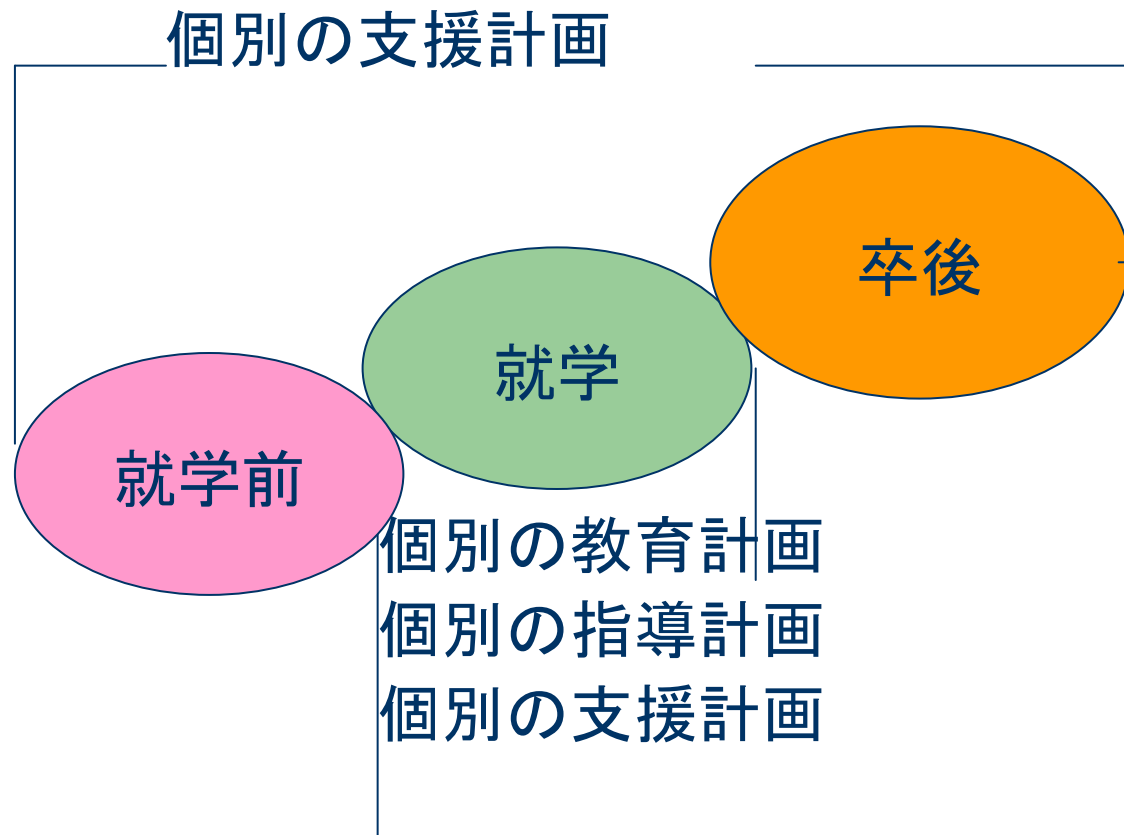 個別の支援計画
卒後
就学
就学前
個別の教育計画
個別の指導計画
個別の支援計画